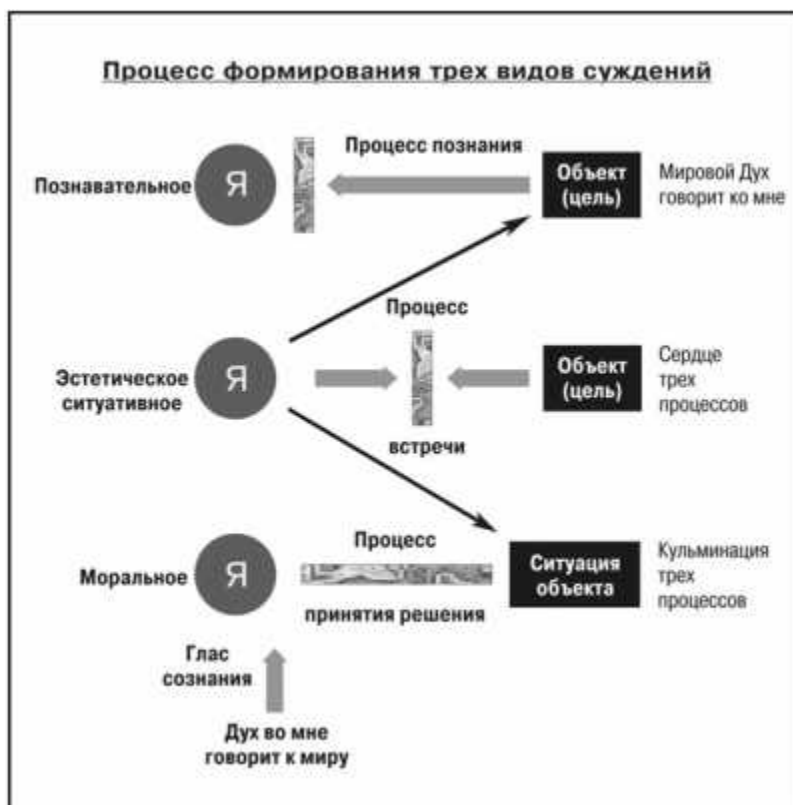 Процесс формирования трех видов суждений
Познавательное
Я
Процесс познания
Объект
(цель)
Мировой Дух
говорит ко мне
Эстетическое
ситуативное
Я
Процесс
встречи
Объект
(цель)
Сердце
трех
процессов
Моральное
Я
Процесс
принятия решения
Ситуация
объекта
Кульминация
трех
процессов
Глас
сознания
Дух во мне
говорит к миру